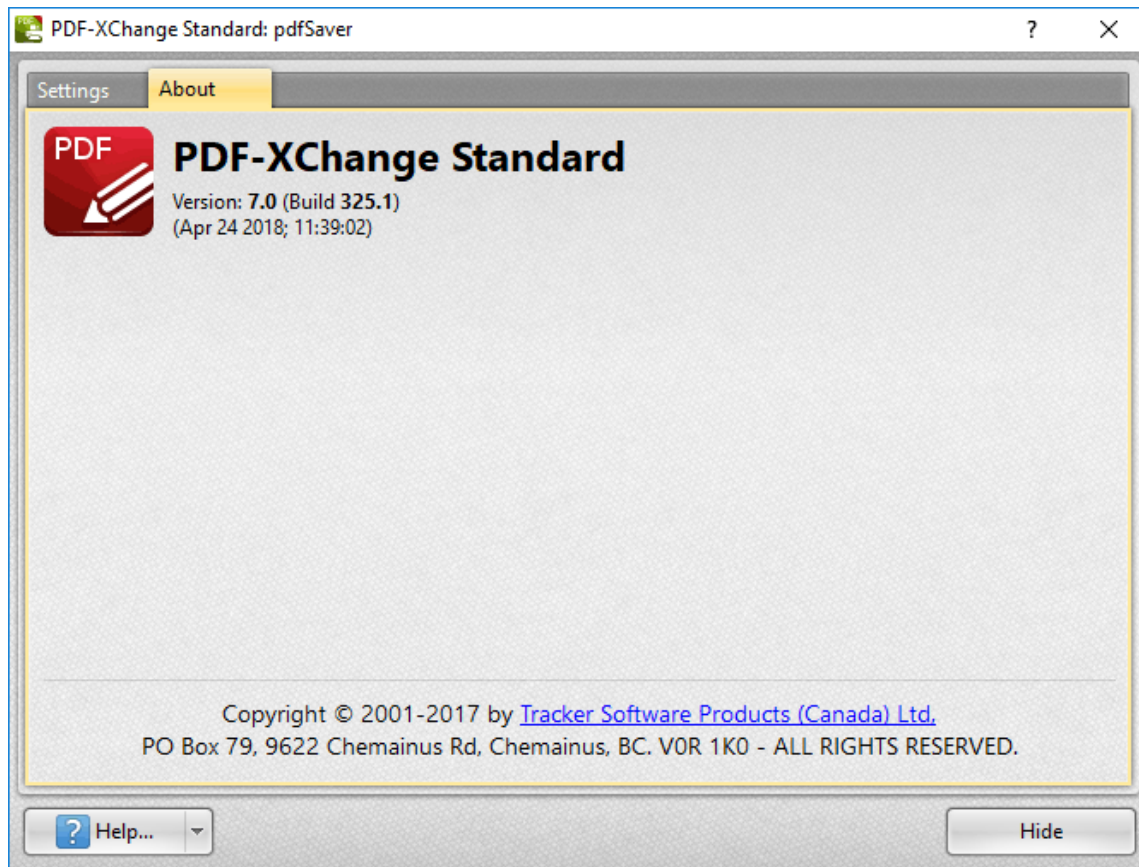 PDF-XChange Standard: pdfSaver
?
Settings
About
PDF
PDF-XChange Standard
Version: 7.0 (Build 325.1)
(Apr 24 2018; 11:39:02)
Copyright © 2001-2017 by Tracker Software Products (Canada) Ltd.
PO Box 79, 9622 Chemainus Rd, Chemainus, BC. V0R 1K0 - ALL RIGHTS RESERVED.
? Help...
Hide